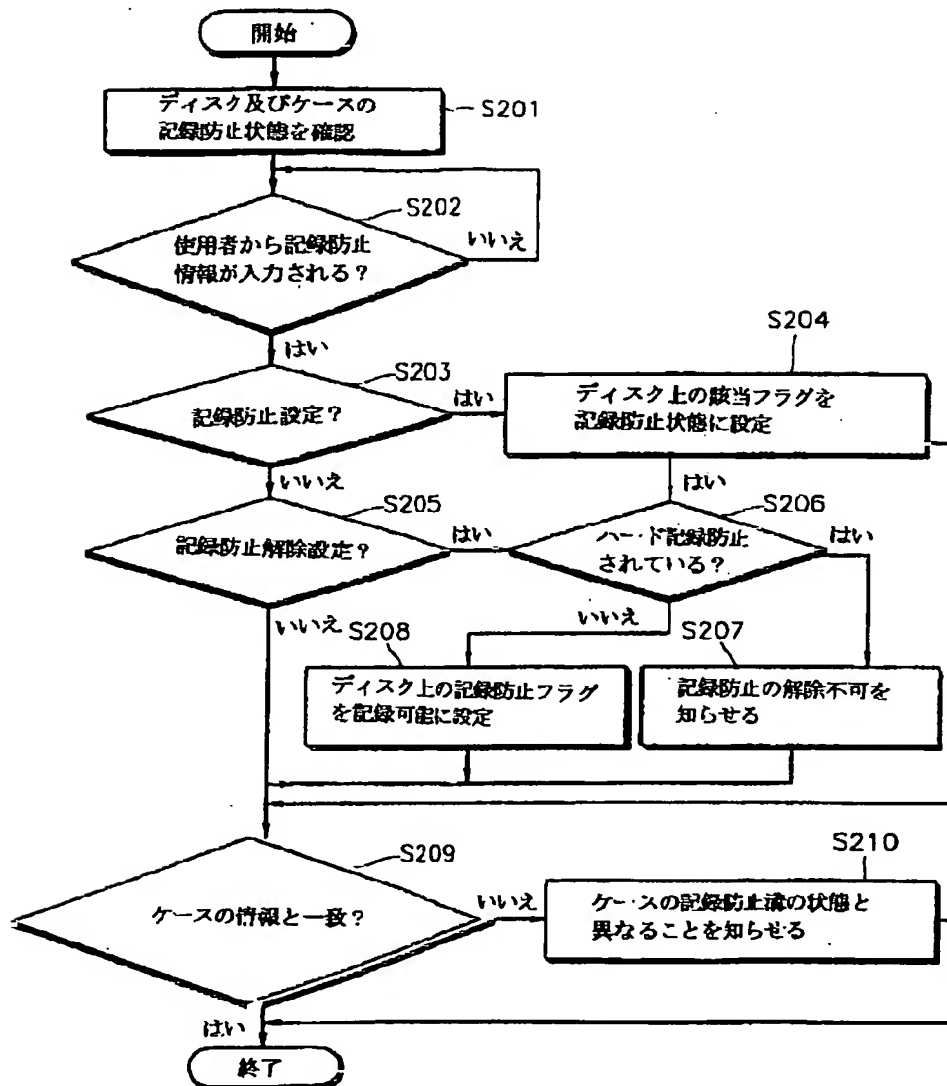 開始
ディスク及びケースの
記録防止状態を確認
S201
S202
使用者から記録防止
情報が入力される?
いいえ
はい
S203
記録防止設定?
はい
S204
ディスク上の該当フラグを
記録防止状態に設定
いいえ
はい
S205
記録防止解除設定?
はい
S206
ハード記録防止
されている?
はい
いいえ
いいえ
S208
ディスク上の記録防止フラグ
を記録可能に設定
S207
記録防止の解除不可を
知らせる
S209
ケースの情報と一致?
いいえ
S210
ケースの記録防止溝の状態と
異なることを知らせる
はい
終了